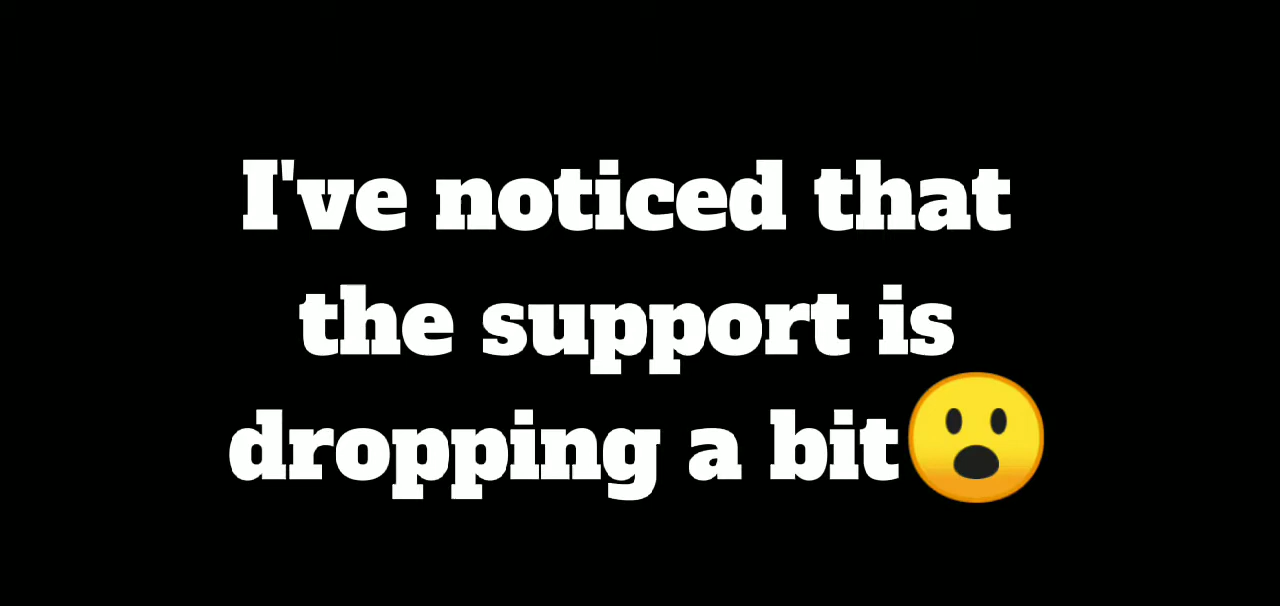 I've noticed that
the support is
dropping a bit😮